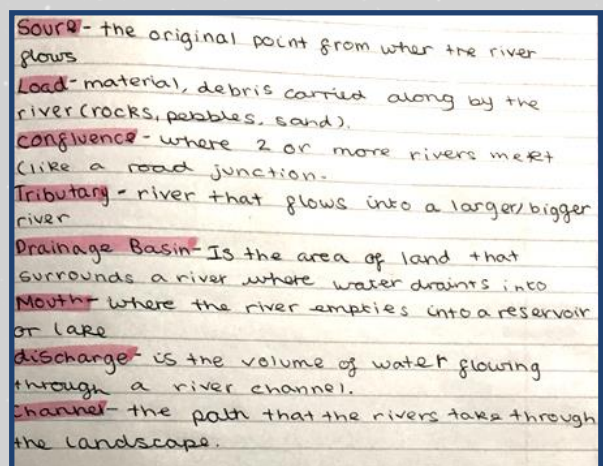 Source - the original point from wher the river
flows
Load - material, debris carried along by the
river (rocks, pebbles, sand).
confluence - where 2 or more rivers meet
(like a road junction.
Tributary - river that flows into a larger/bigger
river
Drainage Basin - Is the area of land that
surrounds a river where water draints into
Mouth - where the river empties into a reservoir
or lake
discharge - is the volume of water flowing
through a river channel.
Channel - the path that the rivers take through
the landscape.